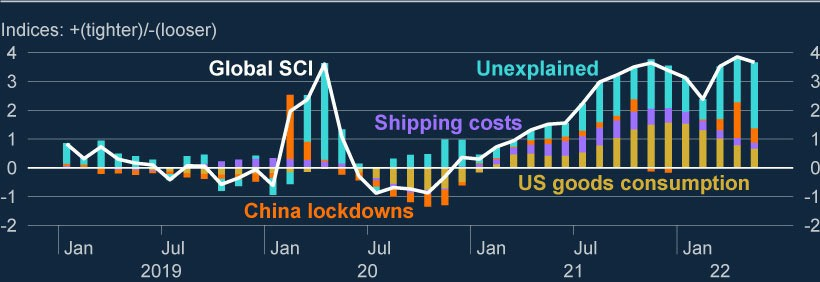 Indices: +(tighter)/-(looser)
4 4
Global SCI Unexplained
3 3
2 2
Shipping costs
1 1
0 0
US goods consumption
-1 -1
China lockdowns
-2 -2
Jan Jul Jan Jul Jan Jul Jan
2019 20 21 22